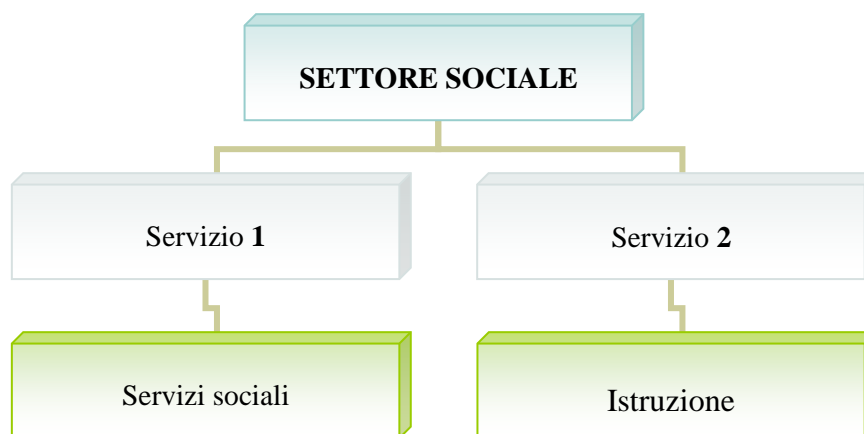 SETTORE SOCIALE
Servizio 1
Servizio 2
Servizi sociali
Istruzione